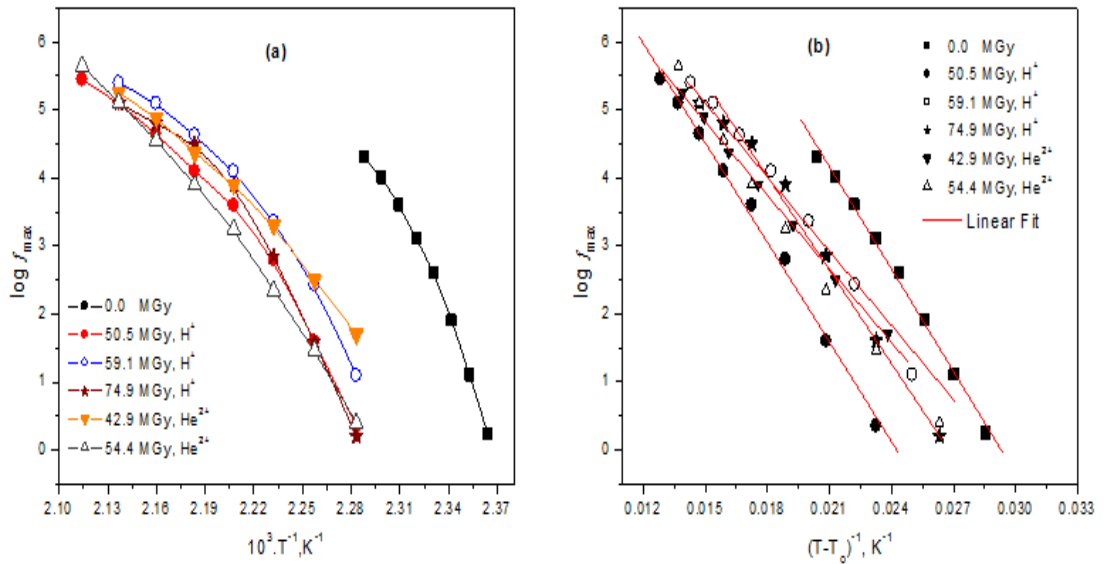 (a)
6
5
4
3
2
1
0
log fmax
0.0 MGy
50.5 MGy, H+
59.1 MGy, H+
74.9 MGy, H+
42.9 MGy, He2+
54.4 MGy, He2+
2.10 2.13 2.16 2.19 2.22 2.25 2.28 2.31 2.34 2.37
10³.T⁻¹,K⁻¹
(b)
6
5
4
3
2
1
0
log fmax
0.0 MGy
50.5 MGy, H+
59.1 MGy, H+
74.9 MGy, H+
42.9 MGy, He2+
54.4 MGy, He2+
Linear Fit
0.012 0.015 0.018 0.021 0.024 0.027 0.030 0.033
(T-To)⁻¹, K⁻¹